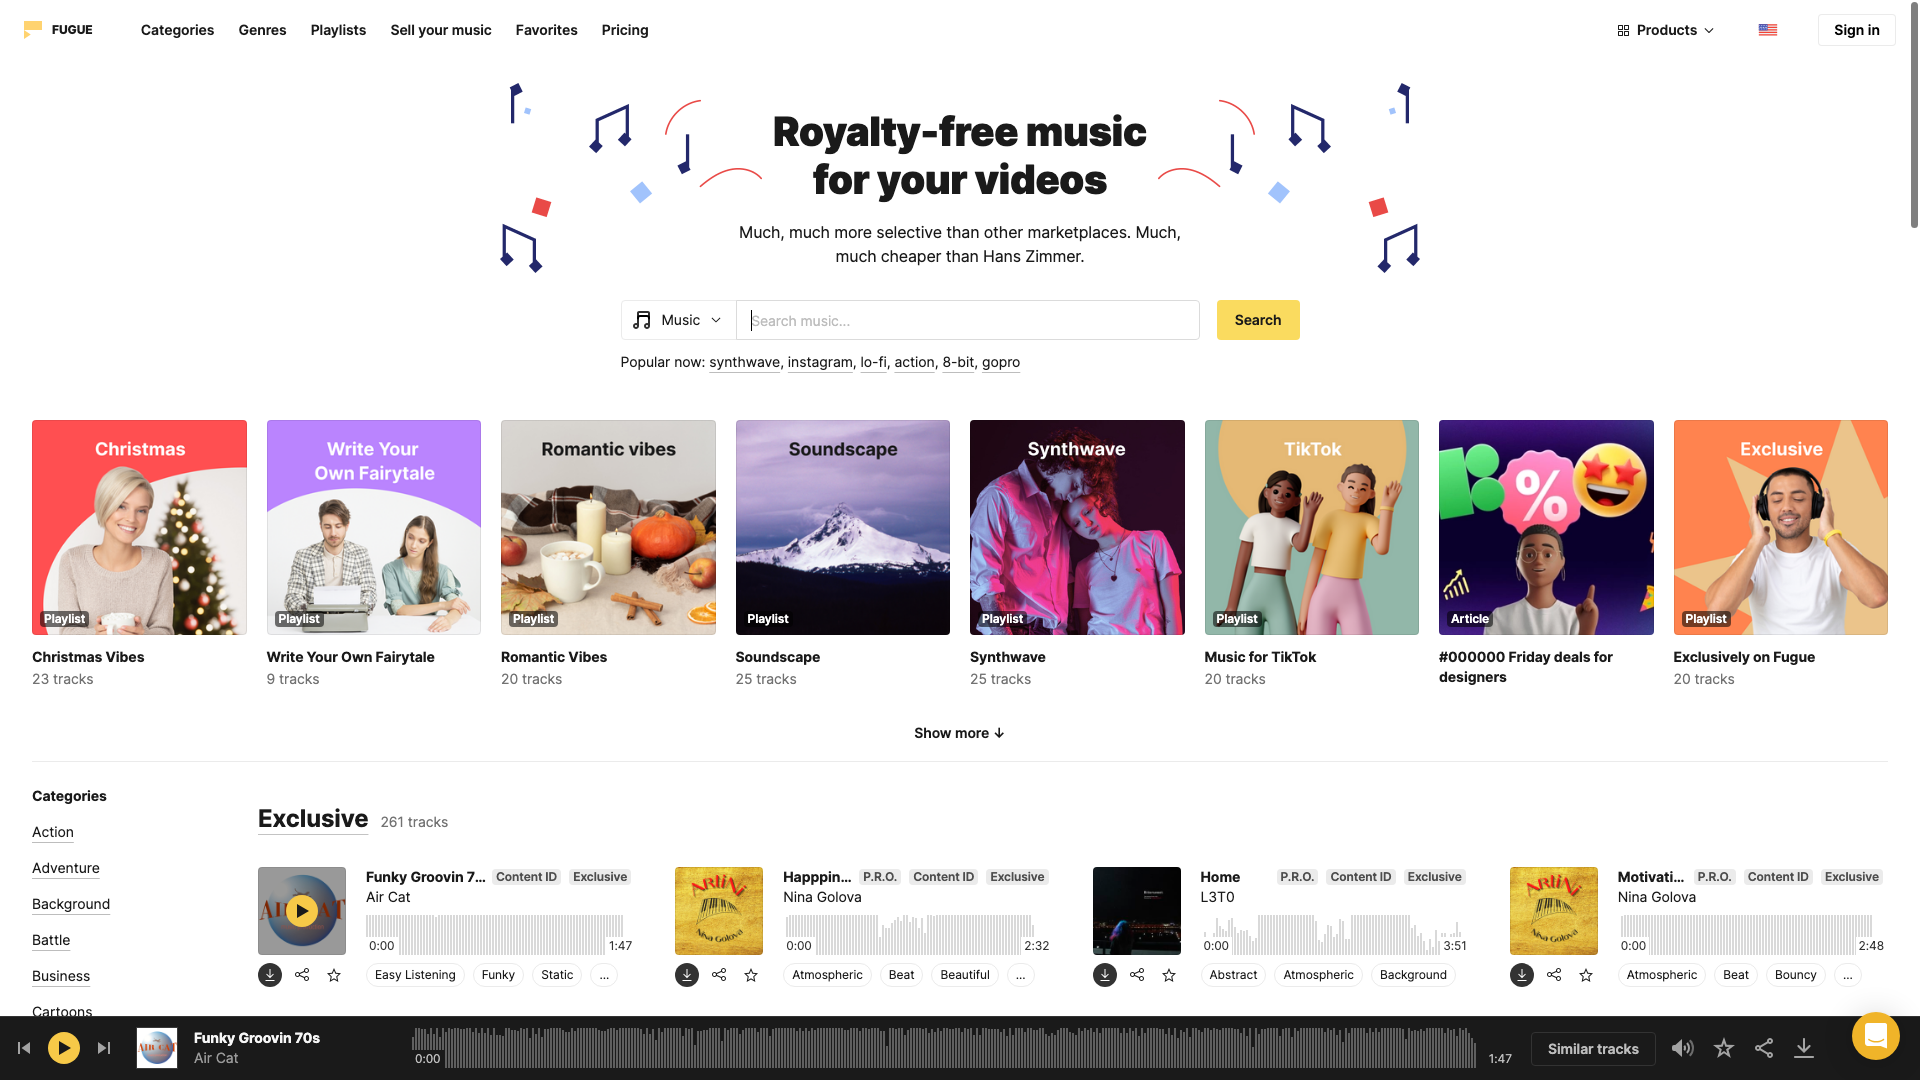 FUGUE
Categories
Genres
Playlists
Sell your music
Favorites
Pricing
Products
Sign in
Royalty-free music
for your videos
Much, much more selective than other marketplaces. Much,
much cheaper than Hans Zimmer.
Music
Search music...
Search
Popular now: synthwave, instagram, lo-fi, action, 8-bit, gopro
Christmas
Playlist
Christmas Vibes
23 tracks
Write Your
Own Fairytale
Playlist
Write Your Own Fairytale
9 tracks
Romantic vibes
Playlist
Romantic Vibes
20 tracks
Soundscape
Playlist
Soundscape
25 tracks
Synthwave
Playlist
Synthwave
25 tracks
TikTok
Playlist
Music for TikTok
20 tracks
%
Article
#000000 Friday deals for
designers
Exclusive
Playlist
Exclusively on Fugue
20 tracks
Show more ↓
Categories
Action
Adventure
Background
Battle
Business
Cartoons
Exclusive 261 tracks
Funky Groovin 7... Content ID Exclusive
Air Cat
0:00 1:47
Easy Listening Funky Static ...
ARTINI
Nina Golova
Happpin... P.R.O. Content ID Exclusive
Nina Golova
0:00 2:32
Atmospheric Beat Beautiful ...
Home P.R.O. Content ID Exclusive
L3T0
0:00 3:51
Abstract Atmospheric Background
ARTINI
Nina Golova
Motivati... P.R.O. Content ID Exclusive
Nina Golova
0:00 2:48
Atmospheric Beat Bouncy ...
Funky Groovin 70s
Air Cat
0:00
1:47
Similar tracks